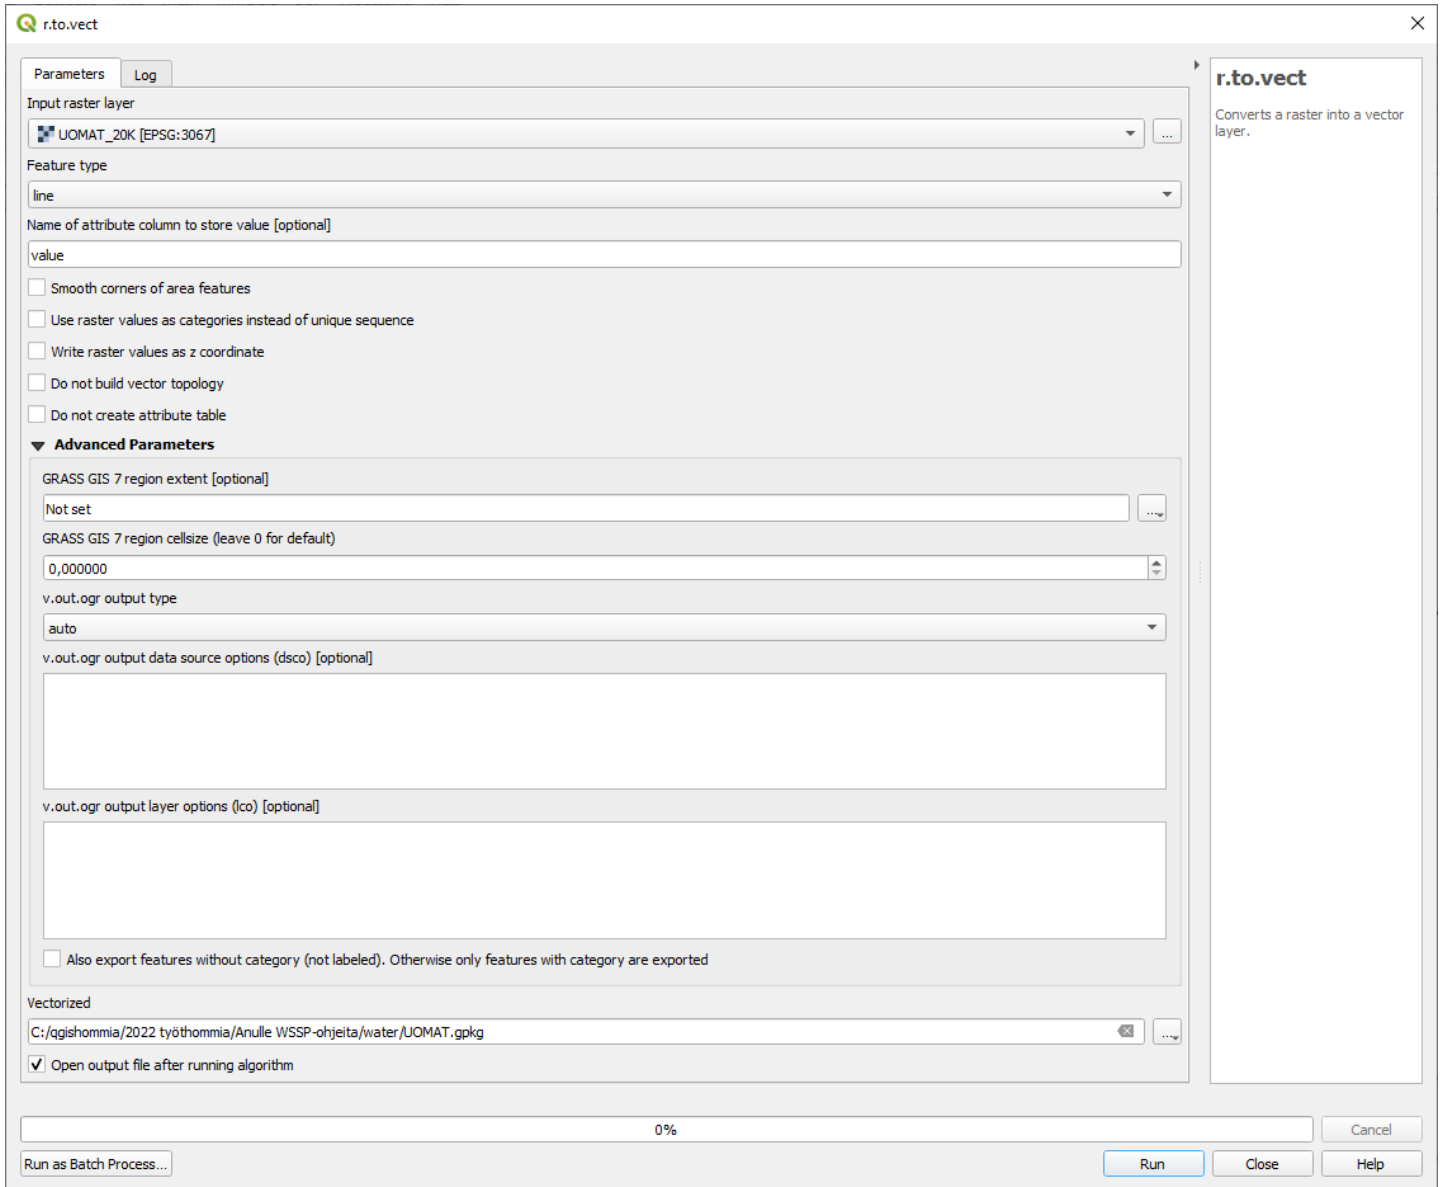 r.to.vect
Parameters
Log
Input raster layer
UOMAT_20K [EPSG:3067]
...
Feature type
line
Name of attribute column to store value [optional]
value
Smooth corners of area features
Use raster values as categories instead of unique sequence
Write raster values as z coordinate
Do not build vector topology
Do not create attribute table
Advanced Parameters
GRASS GIS 7 region extent [optional]
Not set
...
GRASS GIS 7 region cellsize (leave 0 for default)
0,000000
v.out.ogr output type
auto
v.out.ogr output data source options (dsco) [optional]
v.out.ogr output layer options (lco) [optional]
Also export features without category (not labeled). Otherwise only features with category are exported
Vectorized
C:/qgishommia/2022 työthommia/Anulle WSSP-ohjeita/water/UOMAT.gpkg
...
Open output file after running algorithm
r.to.vect
Converts a raster into a vector
layer.
0%
Cancel
Run as Batch Process...
Run
Close
Help